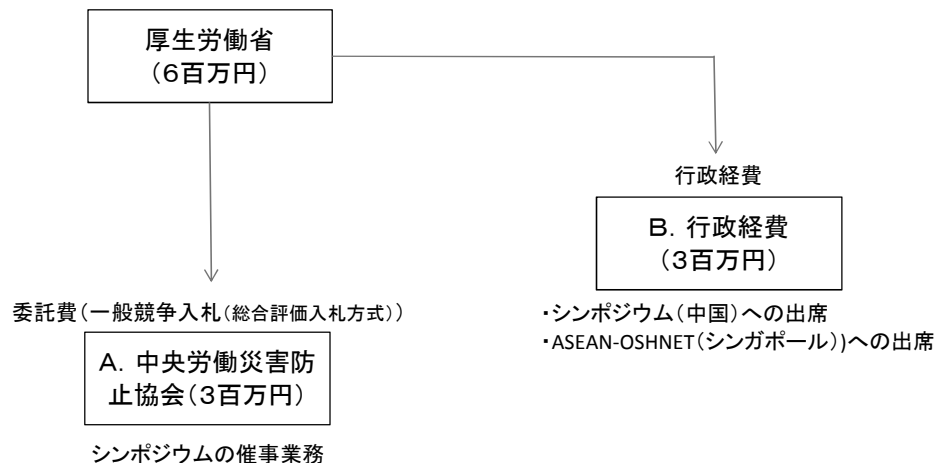 厚生労働省
（6百万円）
行政経費
Ｂ．行政経費
（3百万円）
・シンポジウム（中国）への出席
・ASEAN-OSHNET（シンガポール）)への出席
委託費（一般競争入札（総合評価入札方式））
Ａ．中央労働災害防
止協会（3百万円）
シンポジウムの催事業務